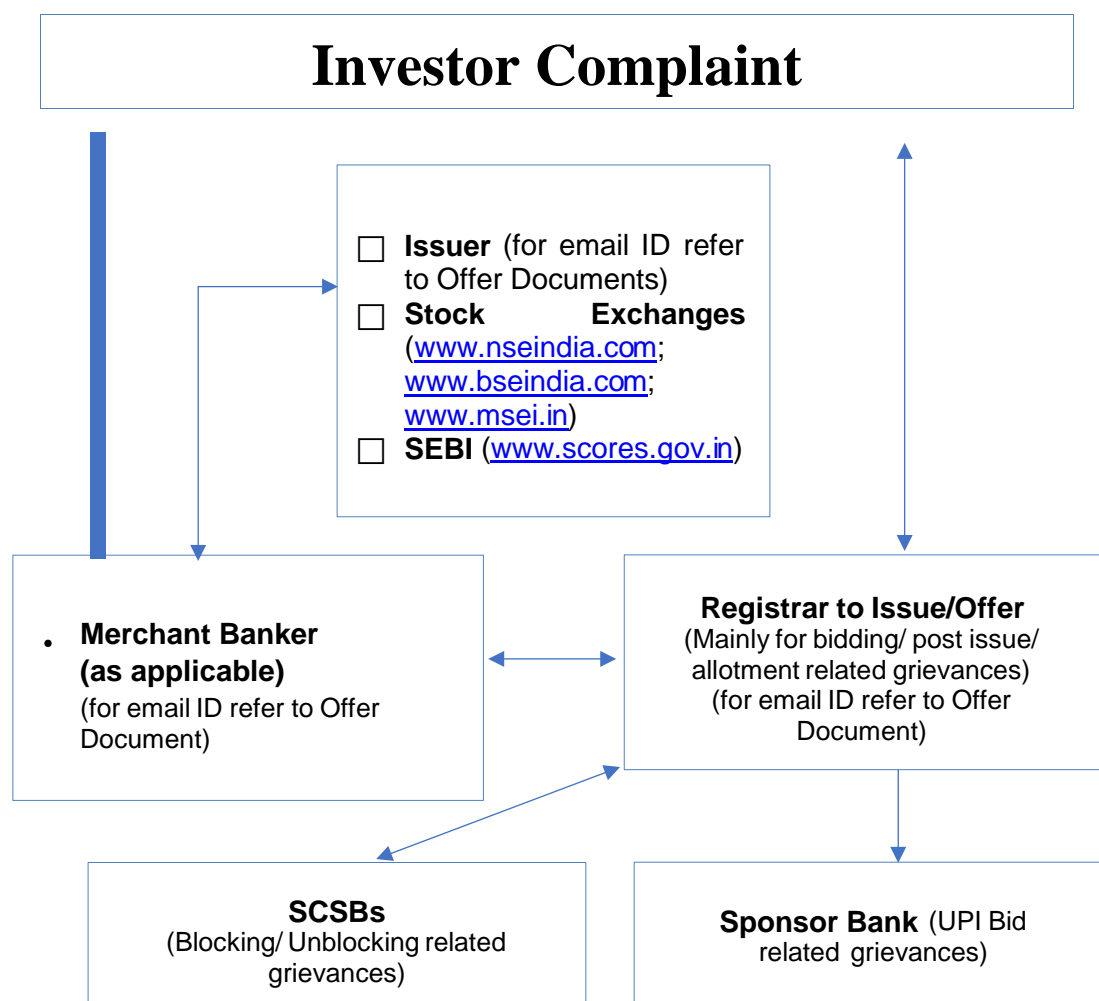 Investor Complaint
☐ Issuer (for email ID refer
to Offer Documents)
☐ Stock Exchanges
(www.nseindia.com;
www.bseindia.com;
www.msei.in)
☐ SEBI (www.scores.gov.in)
• Merchant Banker
(as applicable)
(for email ID refer to Offer
Document)
Registrar to Issue/Offer
(Mainly for bidding/ post issue/
allotment related grievances)
(for email ID refer to Offer
Document)
SCSBs
(Blocking/ Unblocking related
grievances)
Sponsor Bank (UPI Bid
related grievances)